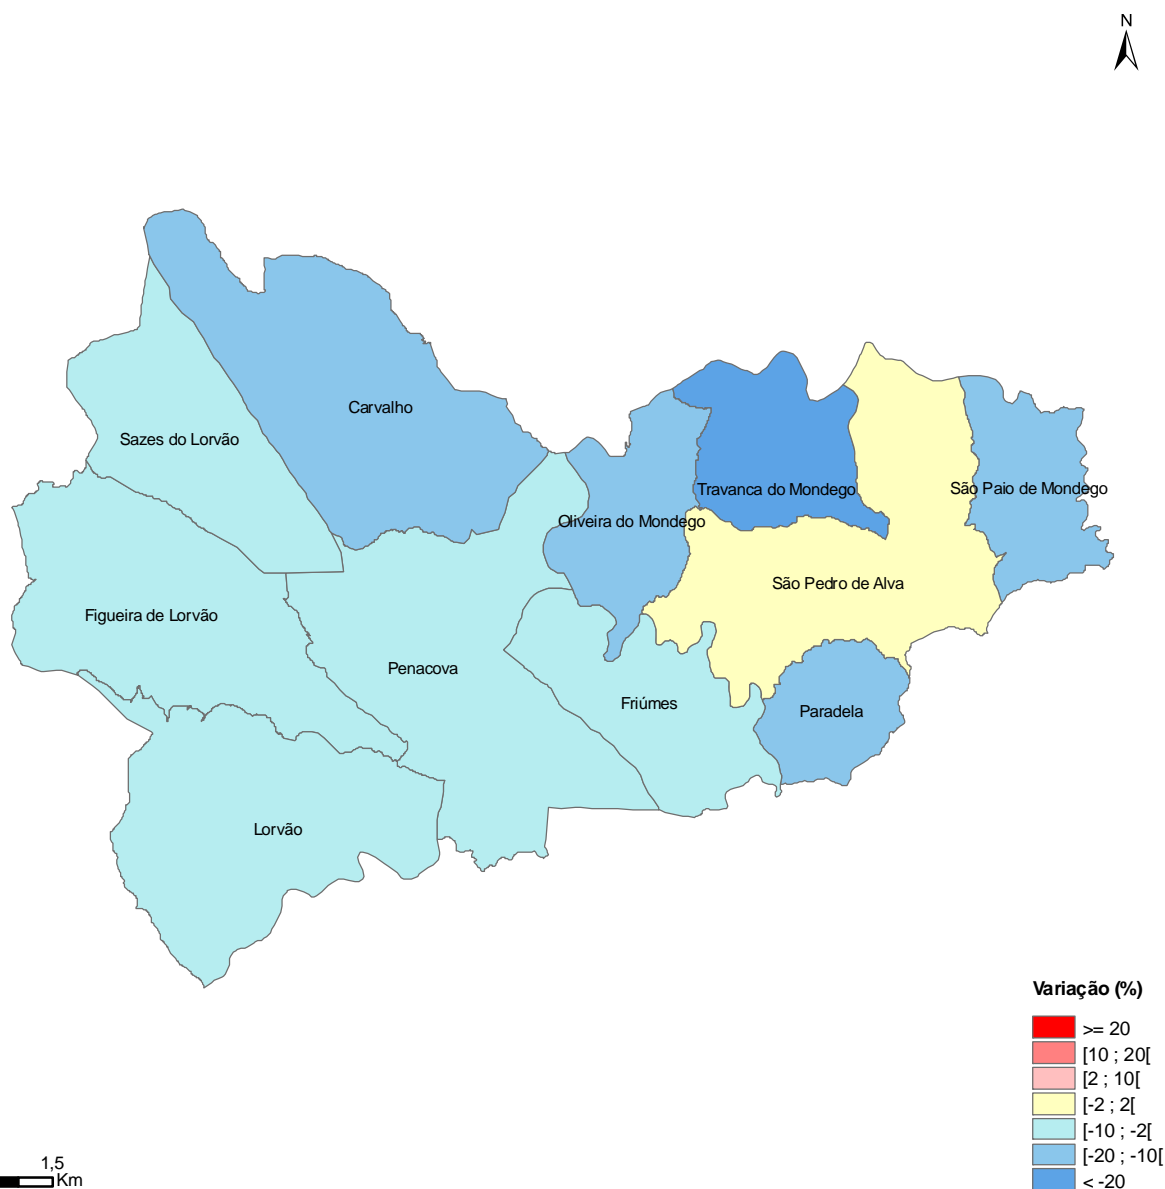 N
Carvalho
Sazes do Lorvão
Travanca do Mondego
São Paio de Mondego
Oliveira do Mondego
São Pedro de Alva
Figueira de Lorvão
Penacova
Friúmes
Paradela
Lorvão
Variação (%)
>= 20
[10 ; 20[
[2 ; 10[
[-2 ; 2[
[-10 ; -2[
[-20 ; -10[
< -20
1,5
Km